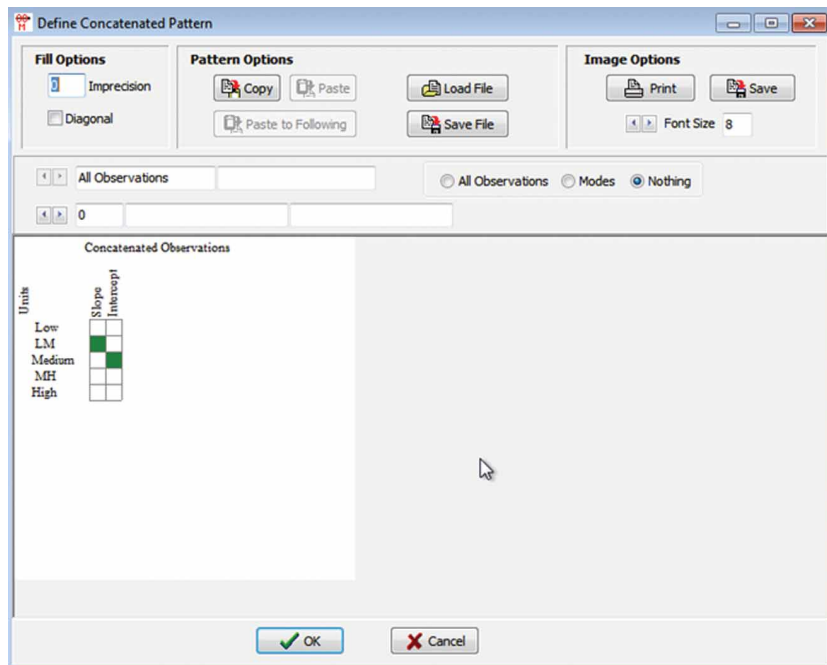 Define Concatenated Pattern
Fill Options
0 Imprecision
Diagonal
Pattern Options
Copy Paste Load File
Paste to Following Save File
Image Options
Print Save
Font Size 8
All Observations
All Observations Modes Nothing
0
Concatenated Observations
Units
Slope
Intercept
Low
LM
Medium
MH
High
OK Cancel